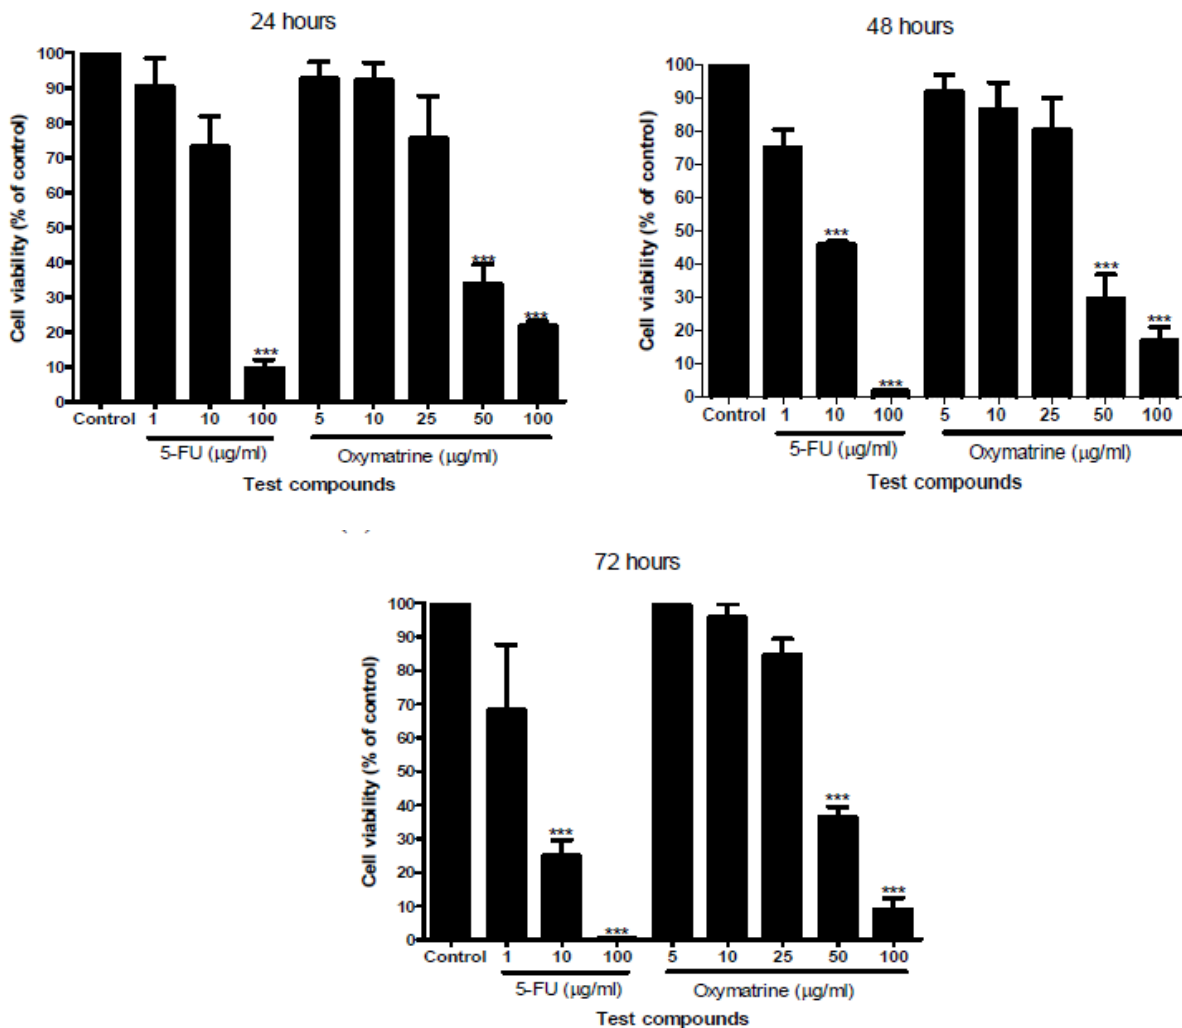 24 hours
Cell viability (% of control)
100
90
80
70
60
50
40
30
20
10
0
***
***
***
Control 1 10 100 5 10 25 50 100
5-FU (μg/ml) Oxymatrine (μg/ml)
Test compounds
48 hours
Cell viability (% of control)
100
90
80
70
60
50
40
30
20
10
0
***
***
***
***
Control 1 10 100 5 10 25 50 100
5-FU (μg/ml) Oxymatrine (μg/ml)
Test compounds
72 hours
Cell viability (% of control)
100
90
80
70
60
50
40
30
20
10
0
***
***
***
***
Control 1 10 100 5 10 25 50 100
5-FU (μg/ml) Oxymatrine (μg/ml)
Test compounds